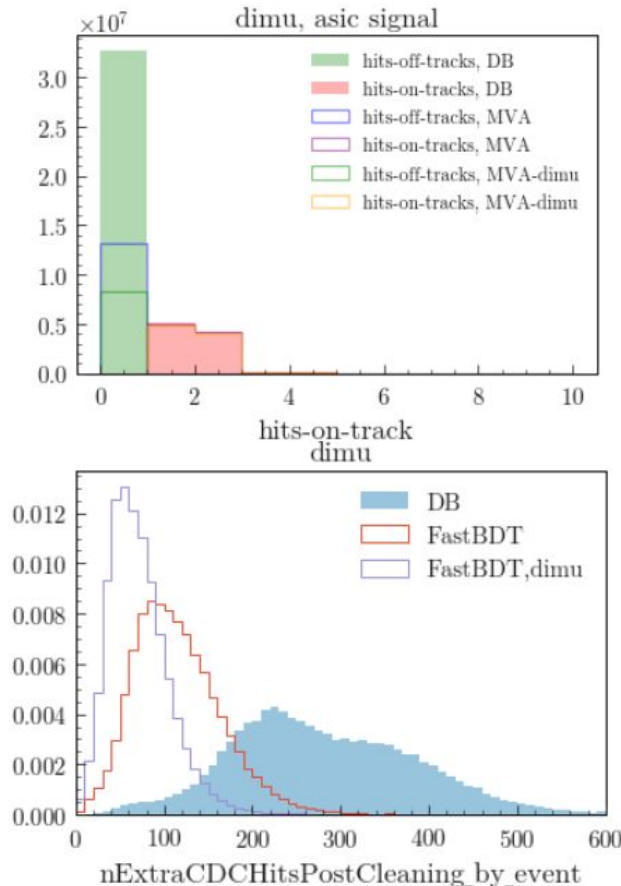 dimu, asic signal
×10⁷
3.0
2.5
2.0
1.5
1.0
0.5
0.0
hits-off-tracks, DB
hits-on-tracks, DB
hits-off-tracks, MVA
hits-on-tracks, MVA
hits-off-tracks, MVA-dimu
hits-on-tracks, MVA-dimu
0 2 4 6 8 10
hits-on-track
dimu
0.012
0.010
0.008
0.006
0.004
0.002
0.000
DB
FastBDT
FastBDT,dimu
0 100 200 300 400 500 600
nExtraCDCHitsPostCleaning_by_event